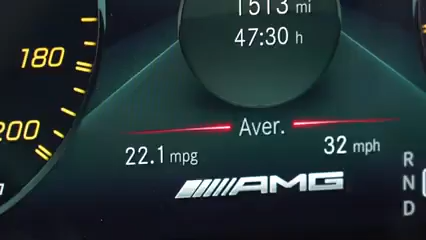 1513 mi
180
47:30 h
200
Aver.
22.1 mpg
32 mph
AMG
R
N
D